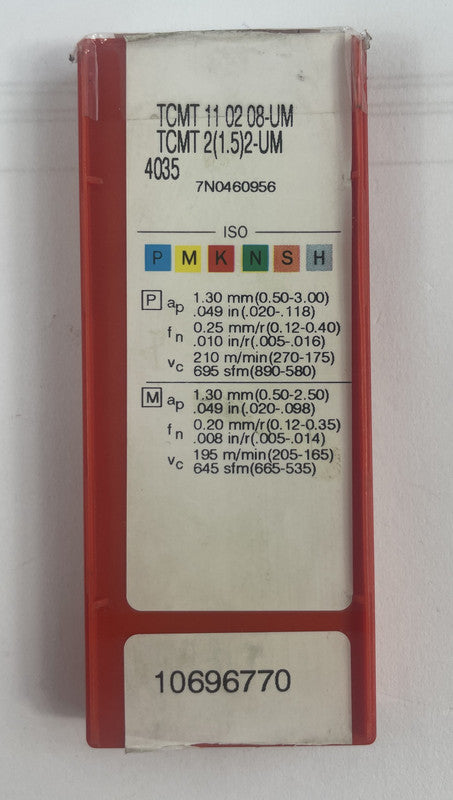 TCMT 11 02 08-UM
TCMT 2(1.5)2-UM
4035
7N0460956
ISO
P M K N S H
P ap 1.30 mm(0.50-3.00)
.049 in(.020-.118)
fn 0.25 mm/r(0.12-0.40)
.010 in/r(.005-.016)
vc 210 m/min(270-175)
695 sfm(890-580)
M ap 1.30 mm(0.50-2.50)
.049 in(.020-.098)
fn 0.20 mm/r(0.12-0.35)
.008 in/r(.005-.014)
vc 195 m/min(205-165)
645 sfm(665-535)
10696770